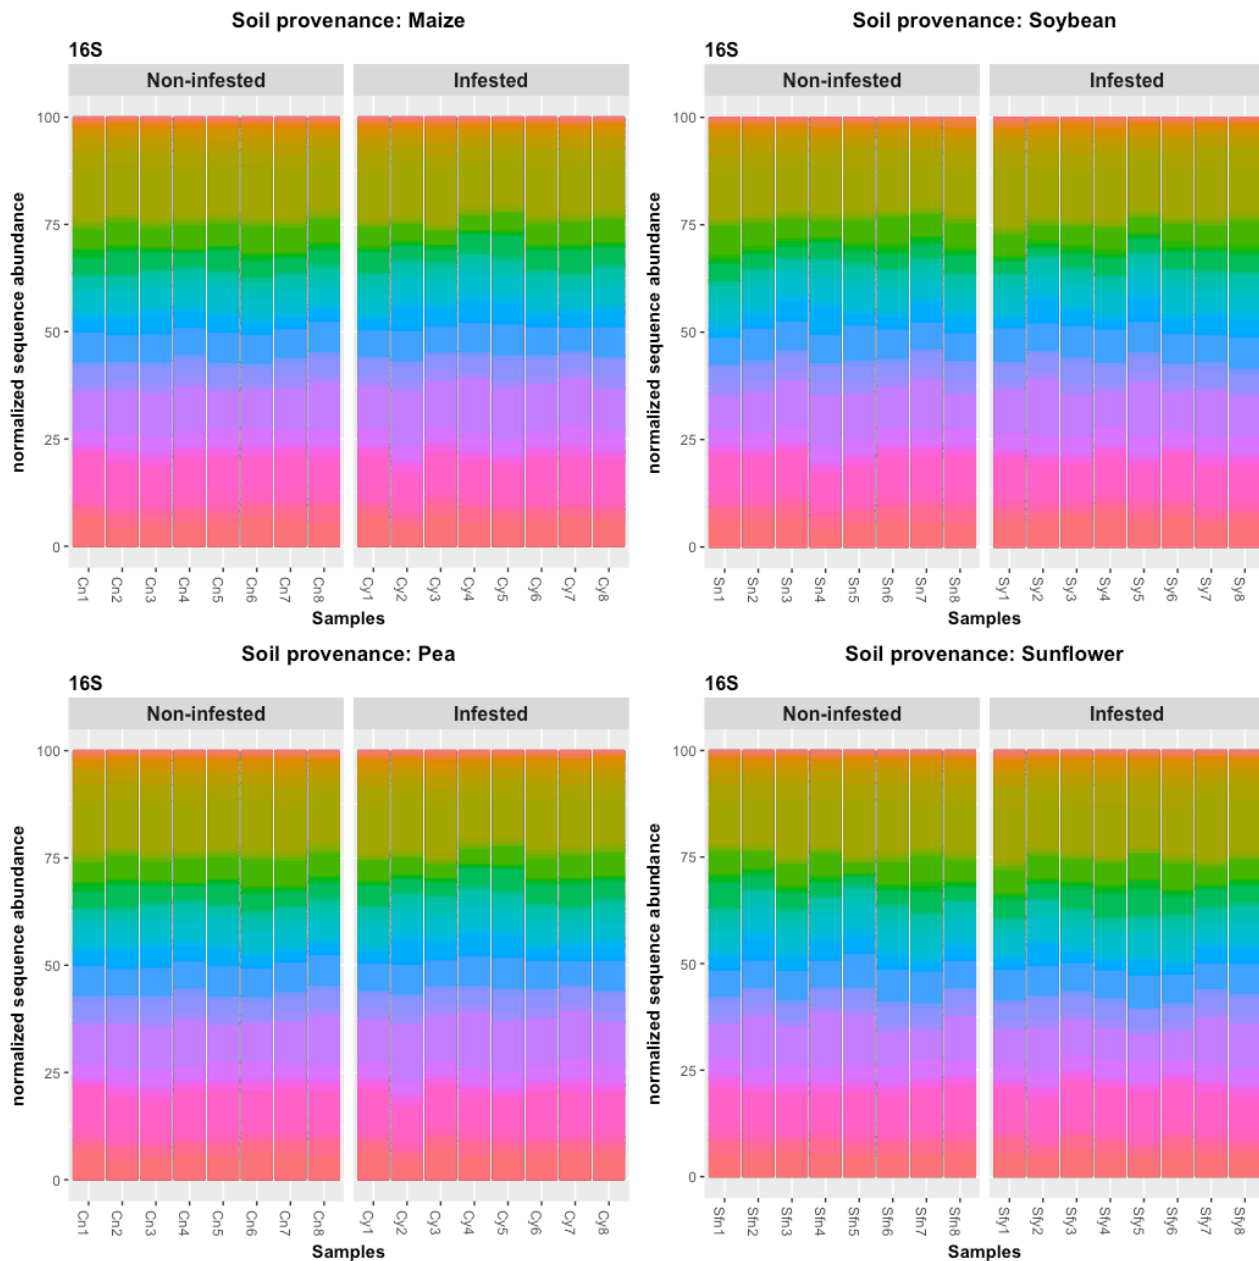 Soil provenance: Maize
16S
Non-infested Infested
100
75
50
25
0
normalized sequence abundance
Cn1 Cn2 Cn3 Cn4 Cn5 Cn6 Cn7 Cn8 Cy1 Cy2 Cy3 Cy4 Cy5 Cy6 Cy7 Cy8
Samples
Soil provenance: Soybean
16S
Non-infested Infested
100
75
50
25
0
normalized sequence abundance
Sn1 Sn2 Sn3 Sn4 Sn5 Sn6 Sn7 Sn8 Sy1 Sy2 Sy3 Sy4 Sy5 Sy6 Sy7 Sy8
Samples
Soil provenance: Pea
16S
Non-infested Infested
100
75
50
25
0
normalized sequence abundance
Cn1 Cn2 Cn3 Cn4 Cn5 Cn6 Cn7 Cn8 Cy1 Cy2 Cy3 Cy4 Cy5 Cy6 Cy7 Cy8
Samples
Soil provenance: Sunflower
16S
Non-infested Infested
100
75
50
25
0
normalized sequence abundance
Sfn1 Sfn2 Sfn3 Sfn4 Sfn5 Sfn6 Sfn7 Sfn8 Sfy1 Sfy2 Sfy3 Sfy4 Sfy5 Sfy6 Sfy7 Sfy8
Samples